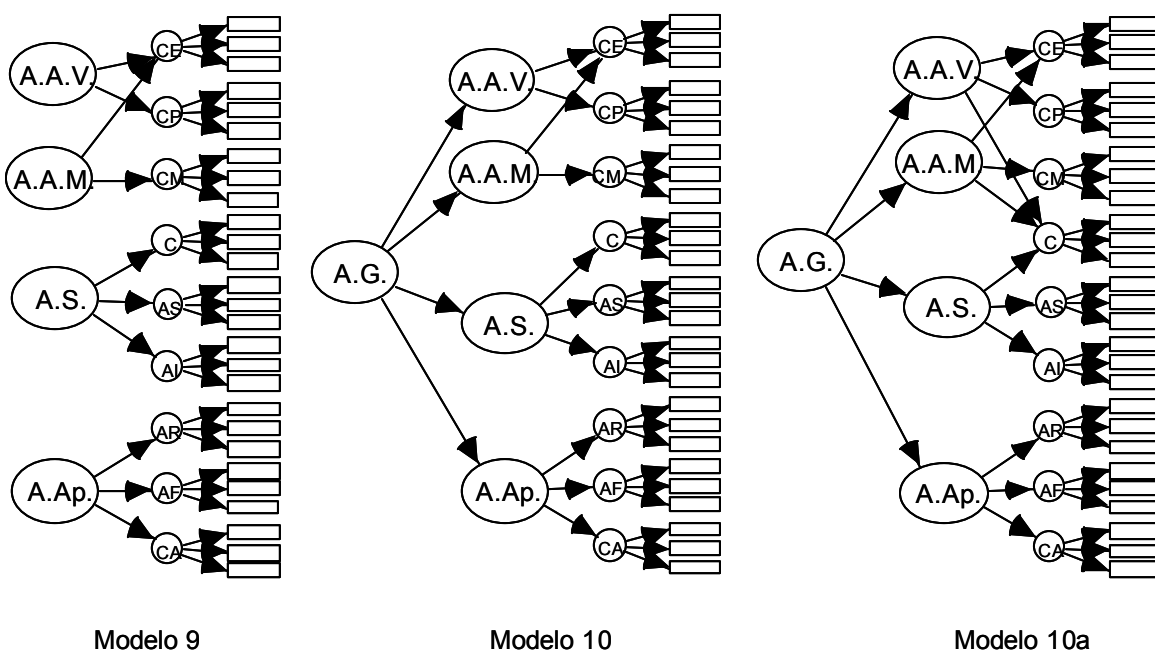 A.A.V.
A.A.M.
A.S.
A.Ap.
CE
CP
CM
C
AS
AI
AR
AF
CA
Modelo 9
A.G.
A.A.V.
A.A.M
A.S.
A.Ap.
CE
CP
CM
C
AS
AI
AR
AF
CA
Modelo 10
A.G.
A.A.V
A.A.M
A.S.
A.Ap.
CE
CP
CM
C
AS
AI
AR
AF
CA
Modelo 10a